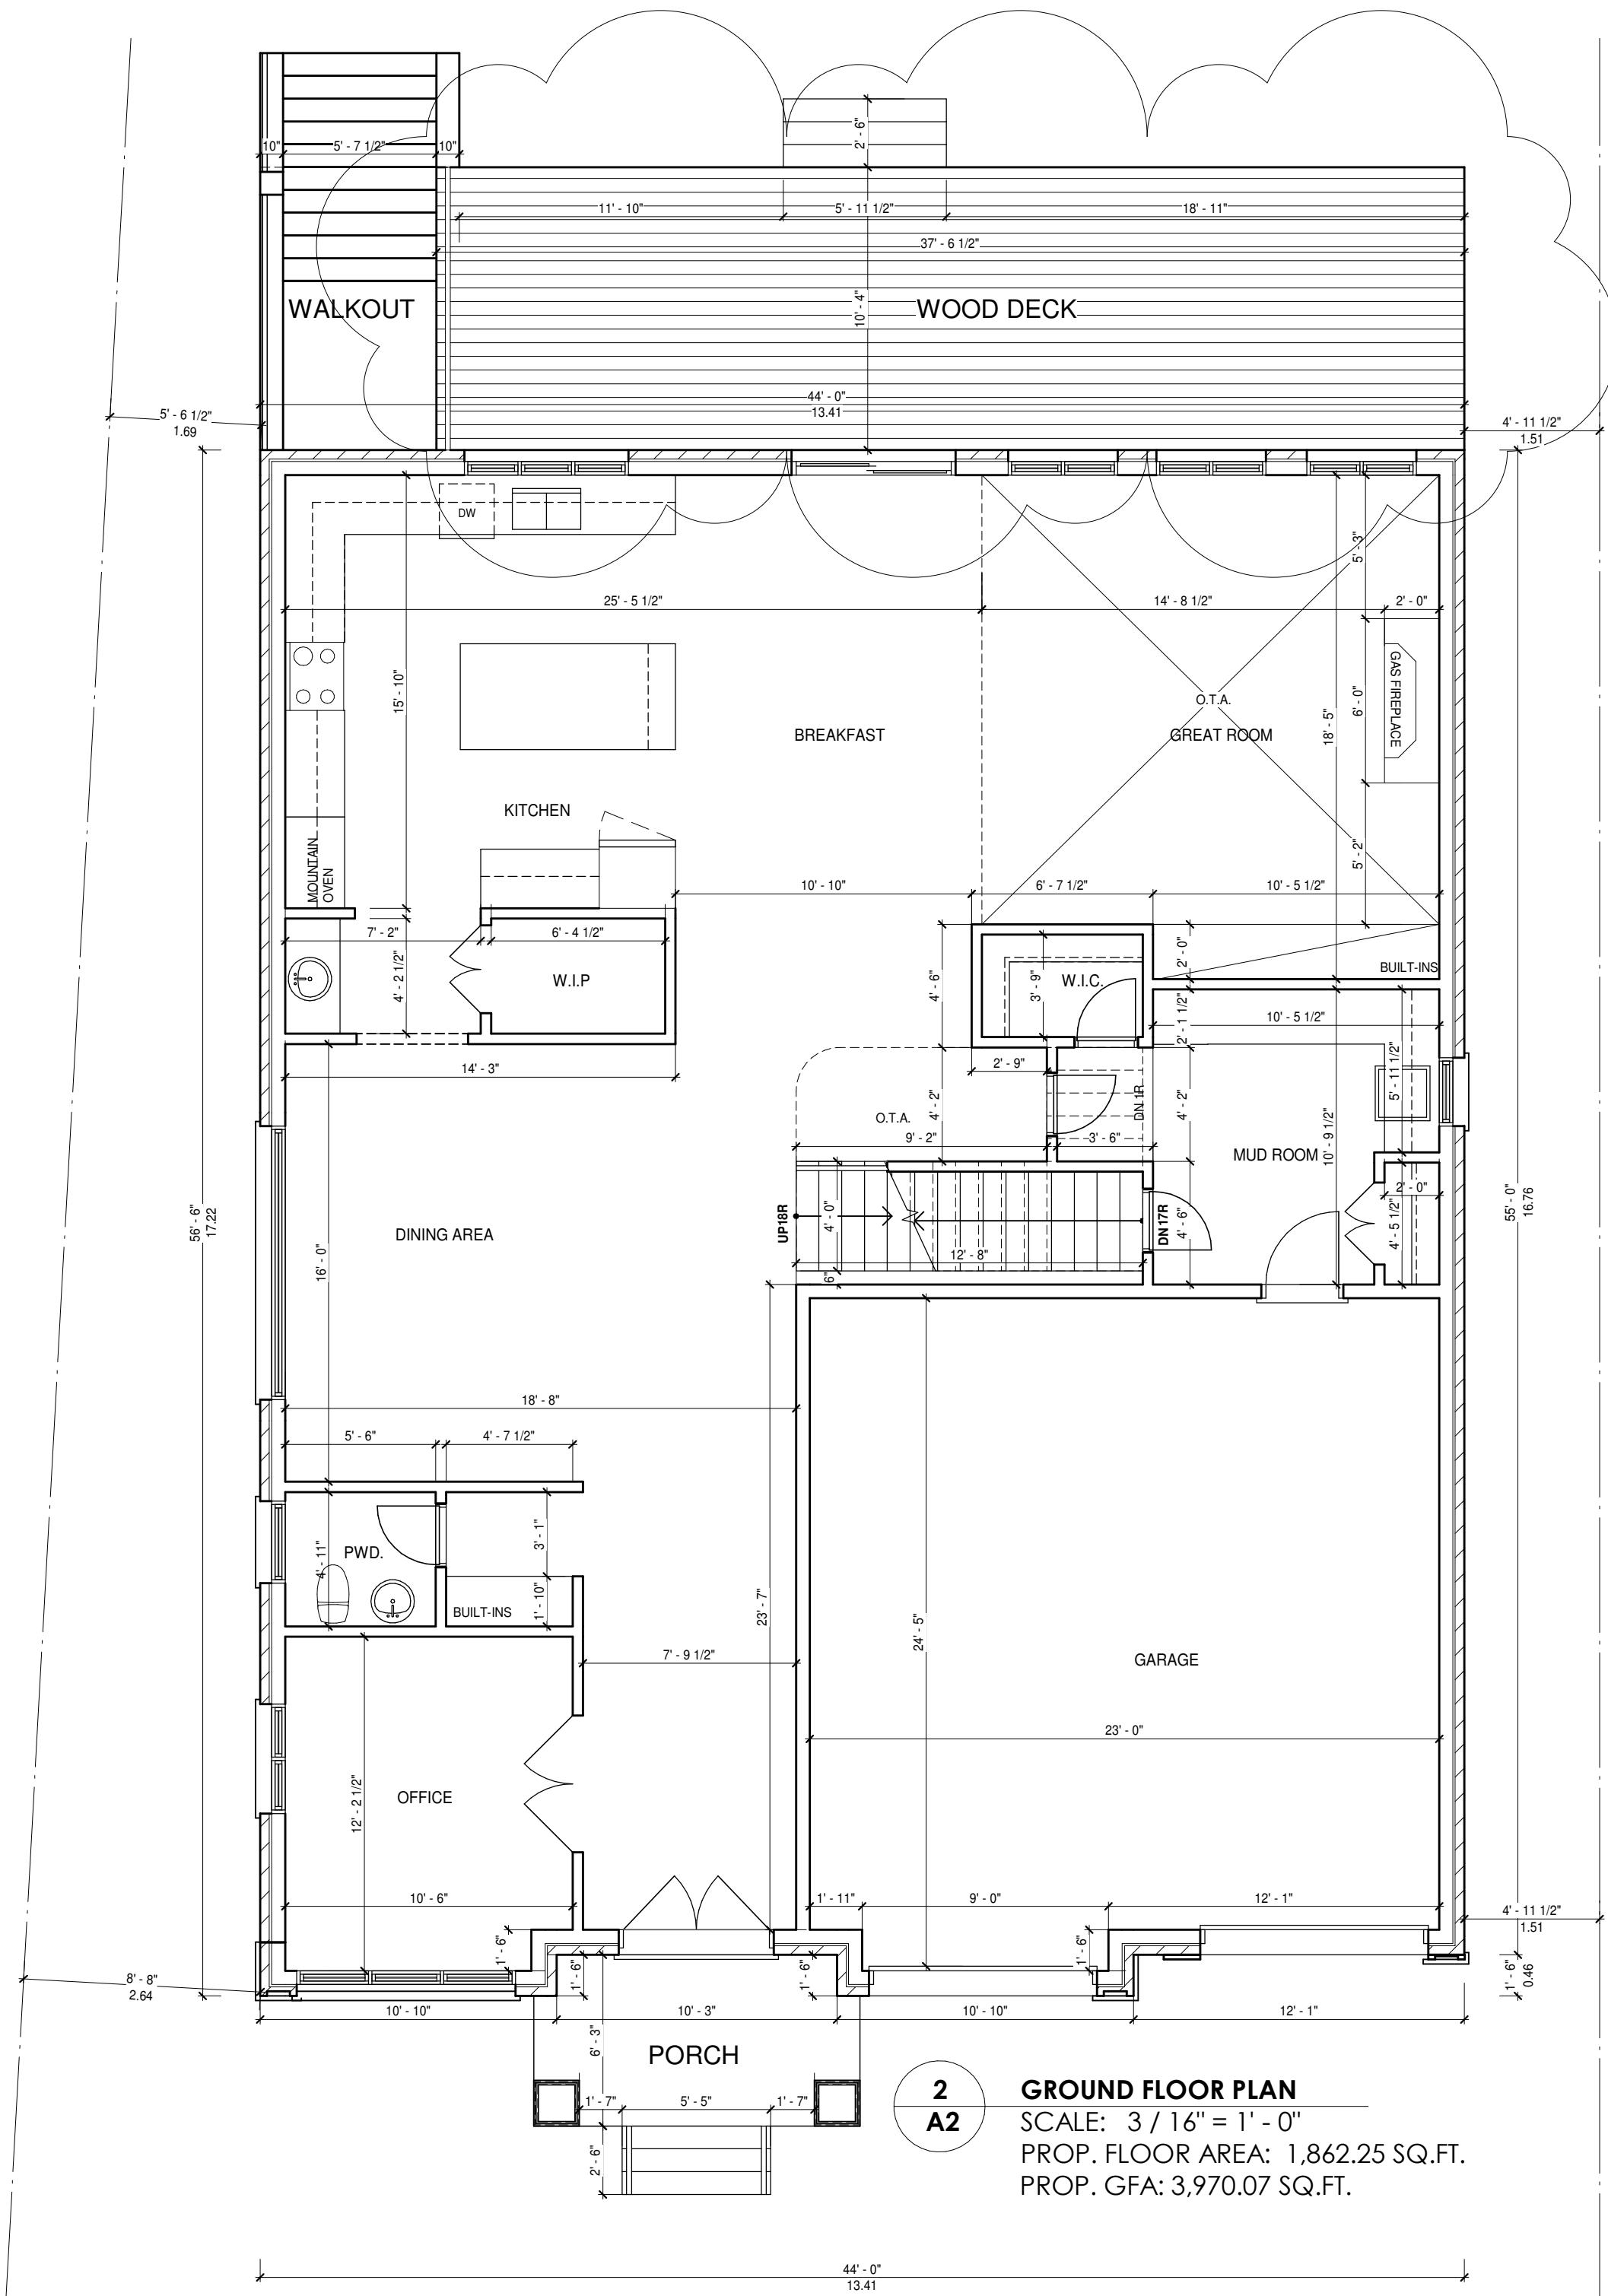 2' - 6"
10"
5' - 7 1/2"
10"
11' - 10"
5' - 11 1/2"
18' - 11"
37' - 6 1/2"
WALKOUT
10' - 4"
WOOD DECK
44' - 0"
13.41
5' - 6 1/2"
1.69
4' - 11 1/2"
1.51
DW
5' - 3"
25' - 5 1/2"
14' - 8 1/2"
2' - 0"
15' - 10"
O.T.A.
6' - 0"
GAS FIREPLACE
18' - 5"
BREAKFAST
GREAT ROOM
KITCHEN
MOUNTAIN
OVEN
5' - 2"
10' - 10"
6' - 7 1/2"
10' - 5 1/2"
7' - 2"
6' - 4 1/2"
4' - 2 1/2"
W.I.P
4' - 6"
3' - 9"
W.I.C.
2' - 0"
BUILT-INS
2' - 1 1/2"
10' - 5 1/2"
14' - 3"
2' - 9"
4' - 2"
DN 1R
4' - 2"
5' - 11 1/2"
O.T.A.
9' - 2"
3' - 6"
MUD ROOM
10' - 9 1/2"
2' - 0"
56' - 6"
17.22
55' - 0"
16.76
DINING AREA
16' - 0"
UP18R
4' - 0"
12' - 8"
DN17R
4' - 6"
4' - 5 1/2"
6"
18' - 8"
5' - 6"
4' - 7 1/2"
4' - 11"
PWD.
3' - 1"
1' - 10"
BUILT-INS
23' - 7"
24' - 5"
7' - 9 1/2"
GARAGE
23' - 0"
12' - 2 1/2"
OFFICE
10' - 6"
1' - 11"
9' - 0"
12' - 1"
4' - 11 1/2"
1.51
1' - 6"
1' - 6"
1' - 6"
1' - 6"
1' - 6"
0.46
8' - 8"
2.64
10' - 10"
10' - 3"
10' - 10"
12' - 1"
6' - 3"
PORCH
1' - 7"
5' - 5"
1' - 7"
2' - 6"
2
A2
GROUND FLOOR PLAN
SCALE: 3 / 16" = 1' - 0"
PROP. FLOOR AREA: 1,862.25 SQ.FT.
PROP. GFA: 3,970.07 SQ.FT.
44' - 0"
13.41